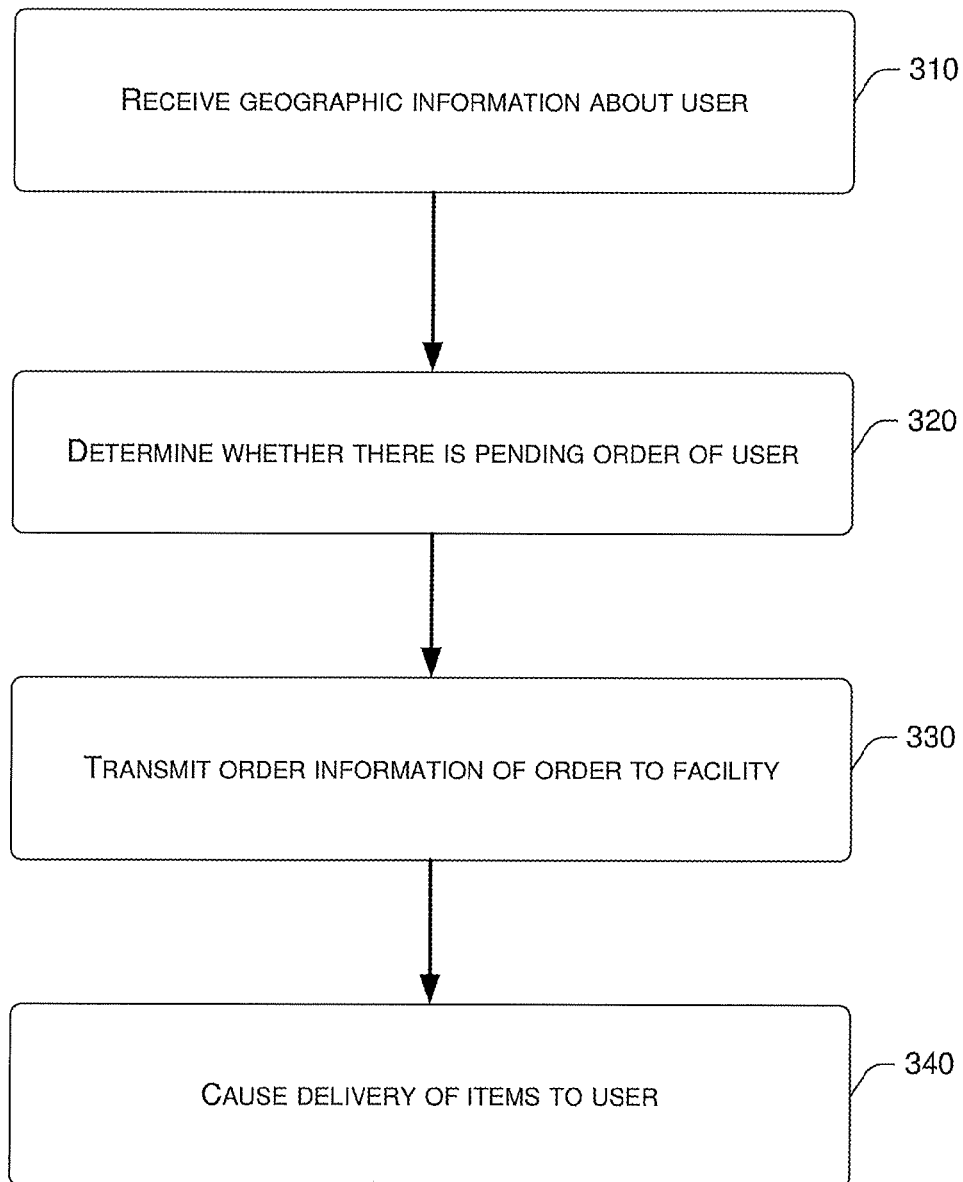 RECEIVE GEOGRAPHIC INFORMATION ABOUT USER
310
DETERMINE WHETHER THERE IS PENDING ORDER OF USER
320
TRANSMIT ORDER INFORMATION OF ORDER TO FACILITY
330
CAUSE DELIVERY OF ITEMS TO USER
340